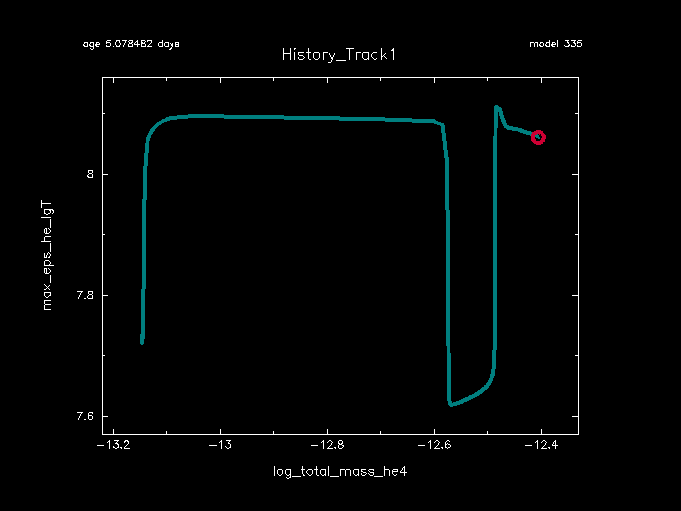 age 5.078482 days
model 335
History_Track1
max_eps_he_lgT
8
7.8
7.6
−13.2
−13
−12.8
−12.6
−12.4
log_total_mass_he4